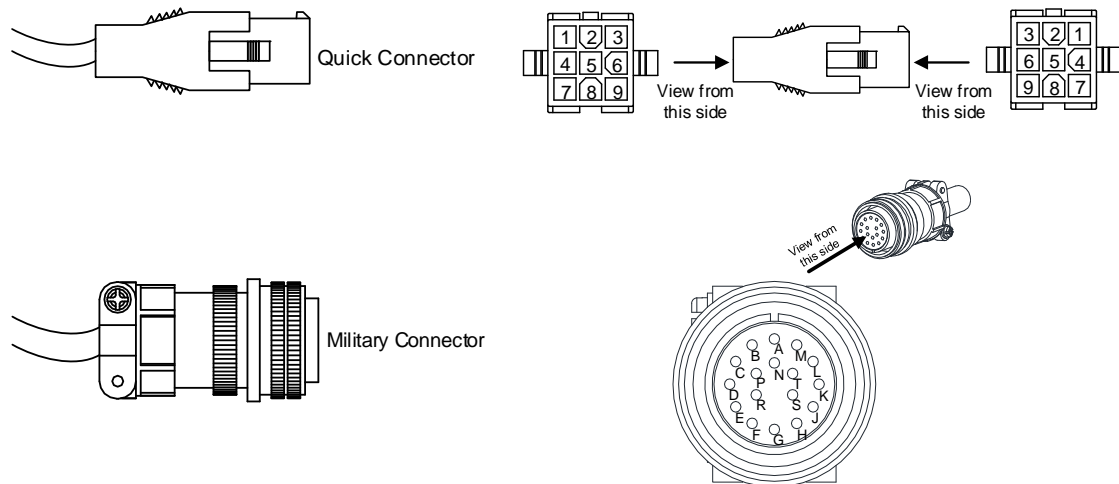 Quick Connector
1 2 3
4 5 6
7 8 9
View from
this side
View from
this side
3 2 1
6 5 4
9 8 7
Military Connector
View from
this side
A
B M
C N L
P T
D K
R S
E J
F H
G